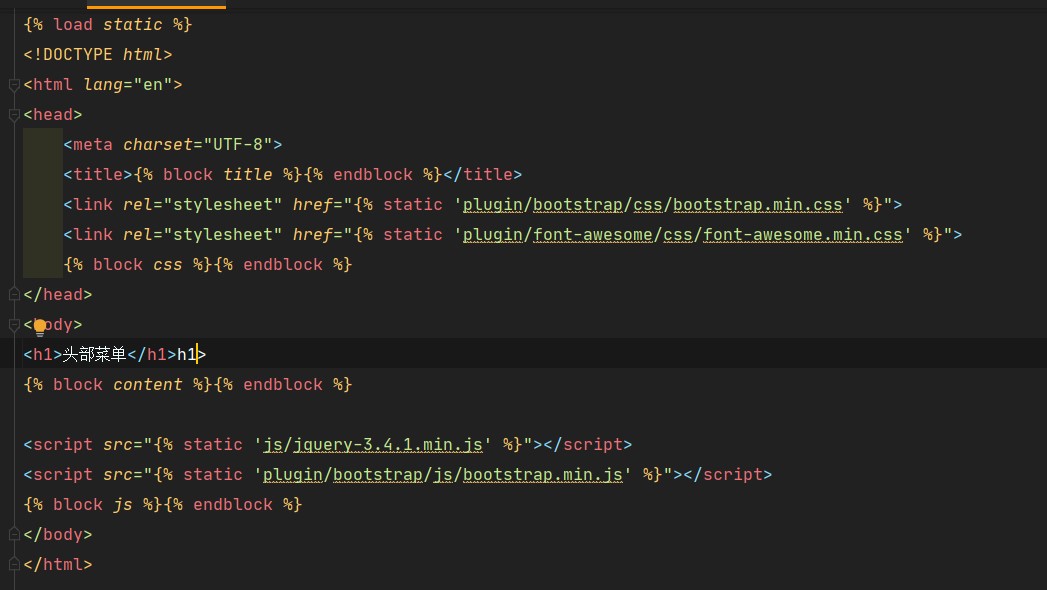 {% load static %}
<!DOCTYPE html>
<html lang="en">
<head>
    <meta charset="UTF-8">
    <title>{% block title %}{% endblock %}</title>
    <link rel="stylesheet" href="{% static 'plugin/bootstrap/css/bootstrap.min.css' %}">
    <link rel="stylesheet" href="{% static 'plugin/font-awesome/css/font-awesome.min.css' %}">
    {% block css %}{% endblock %}
</head>
<body>
<h1>头部菜单</h1>h1>
{% block content %}{% endblock %}

<script src="{% static 'js/jquery-3.4.1.min.js' %}"></script>
<script src="{% static 'plugin/bootstrap/js/bootstrap.min.js' %}"></script>
{% block js %}{% endblock %}
</body>
</html>